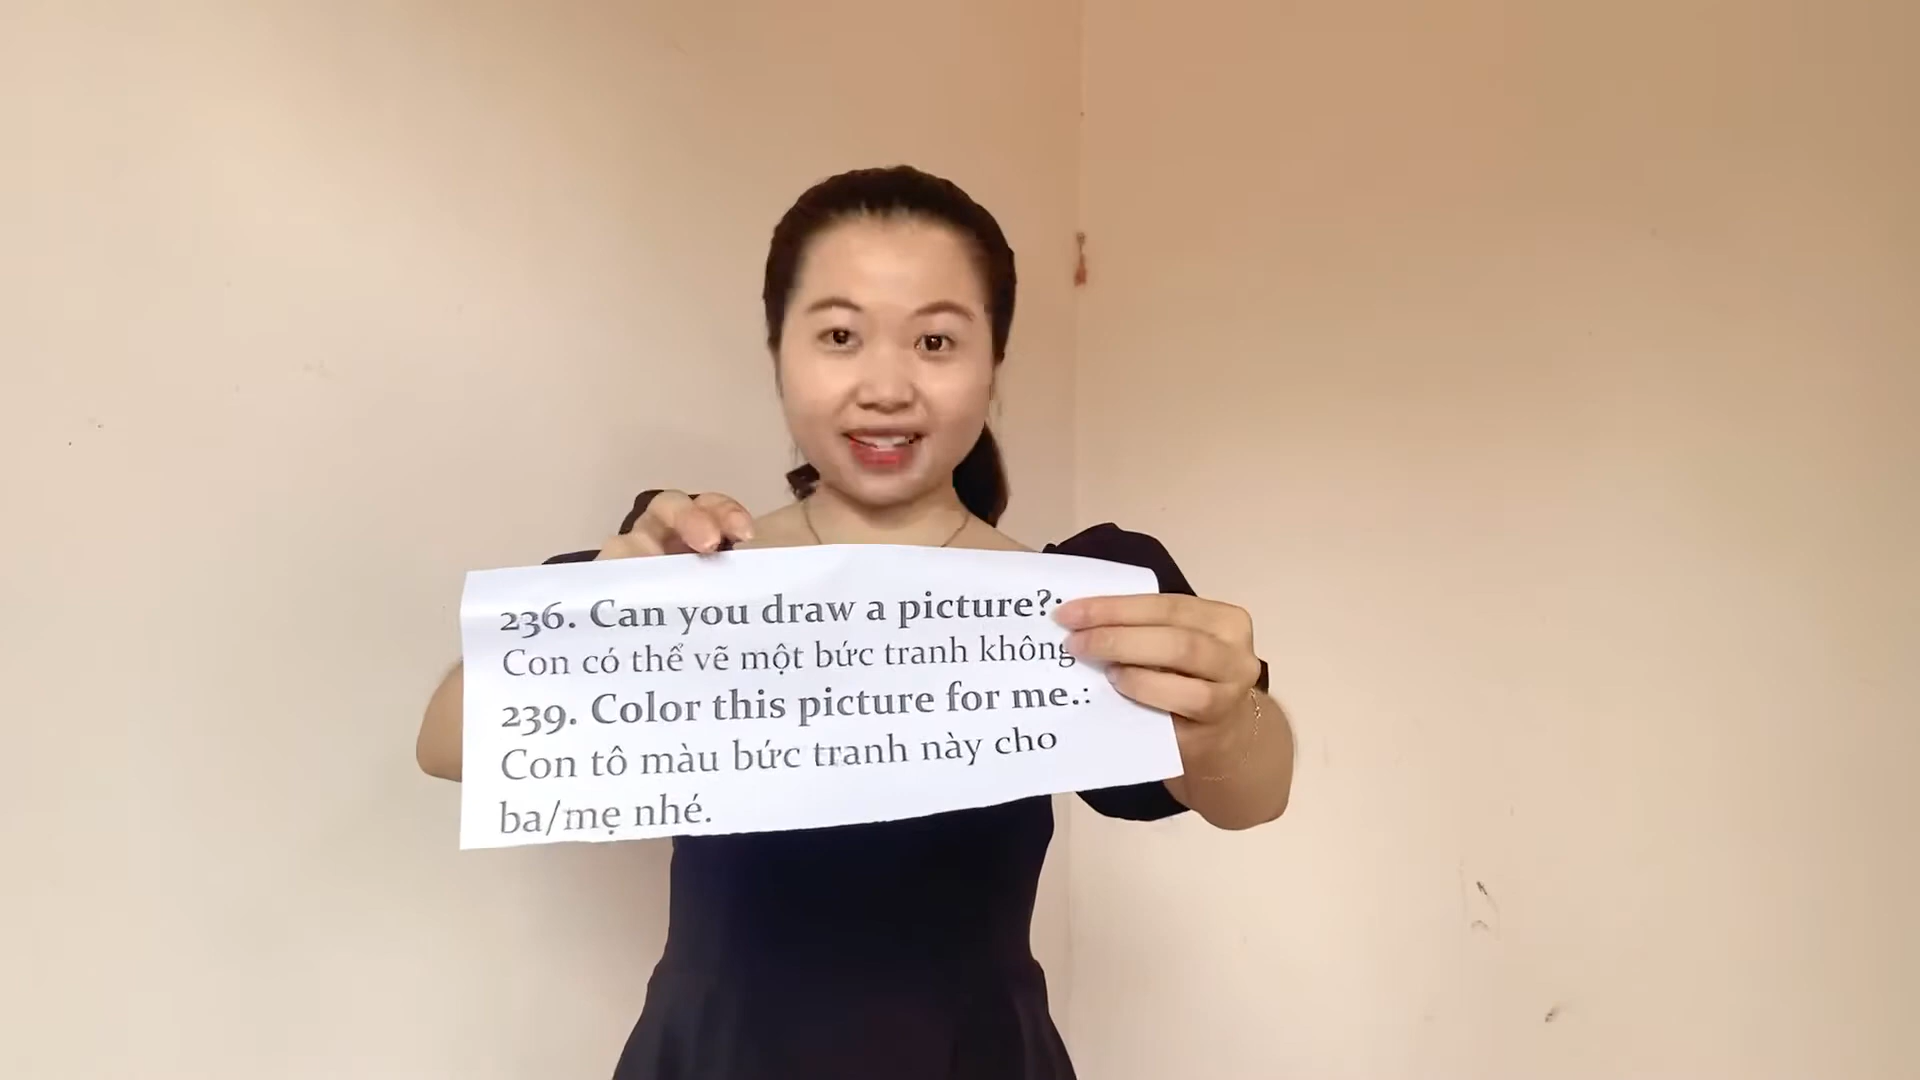 236. Can you draw a picture?:
Con có thể vẽ một bức tranh không
239. Color this picture for me.:
Con tô màu bức tranh này cho
ba/mẹ nhé.